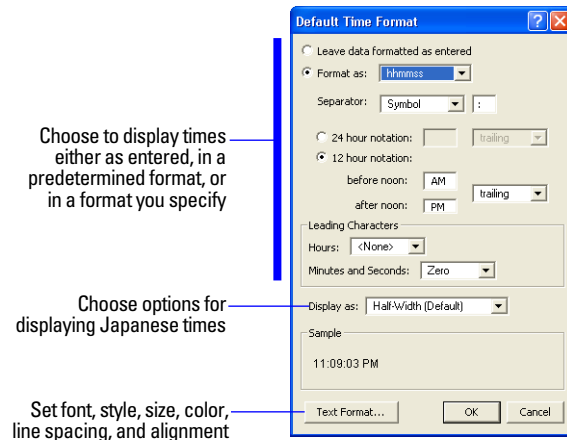 Default Time Format
Leave data formatted as entered
Format as: hhmmss
Separator: Symbol :
24 hour notation: trailing
12 hour notation:
before noon: AM
after noon: PM
trailing
Leading Characters
Hours: <None>
Minutes and Seconds: Zero
Display as: Half-Width (Default)
Sample
11:09:03 PM
Text Format...
OK
Cancel
Choose to display times
either as entered, in a
predetermined format, or
in a format you specify
Choose options for
displaying Japanese times
Set font, style, size, color,
line spacing, and alignment